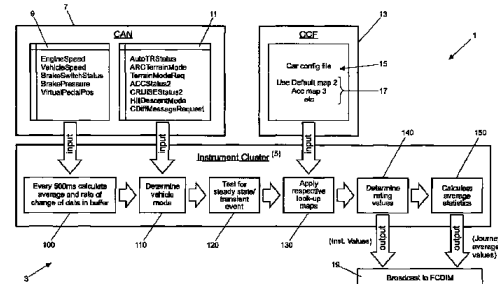 7
9
CAN
11
EngineSpeed
VehicleSpeed
BrakeSwitchStatus
BrakePressure
VirtualPedalPos
AutoTRStatus
ARCTerrainMode
TerrainModeReq
ACCStatus2
CRUISEStatus2
HillDescentMode
CDiffMessageRequest
CCF
13
Car config file
15
Use Default map 2
Acc map 3
etc
17
1
input
input
input
Instrument Cluster [5]
140
150
Every 500ms calculate average and rate of change of data in buffer
Determine vehicle mode
Test for steady state/ transient event
Apply respective look-up maps
Determine rating values
Calculate average statistics
100
110
120
130
(Inst. Values)
output
output
(Journey average values)
3
19
Broadcast to FCDIM